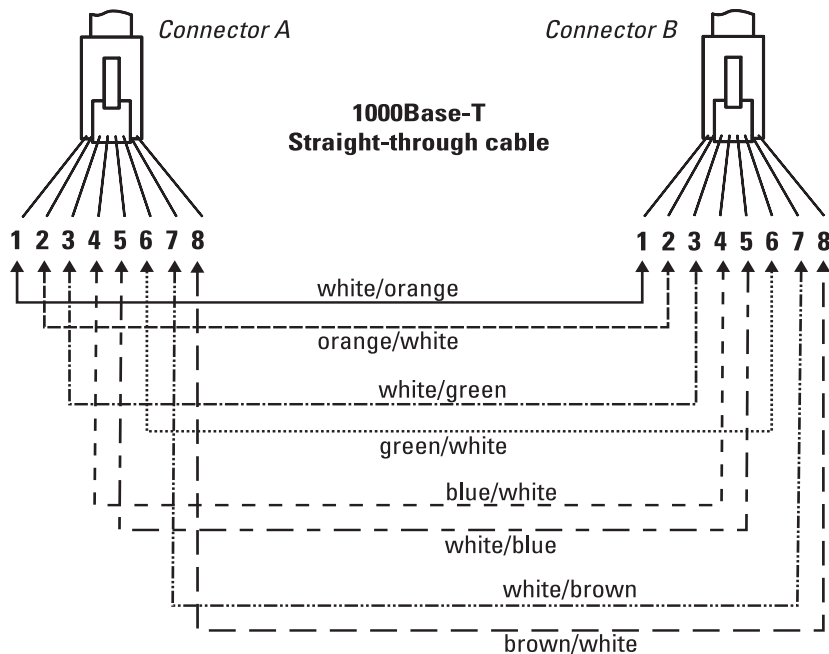 Connector A
Connector B
1000Base-T
Straight-through cable
1 2 3 4 5 6 7 8
1 2 3 4 5 6 7 8
white/orange
orange/white
white/green
green/white
blue/white
white/blue
white/brown
brown/white